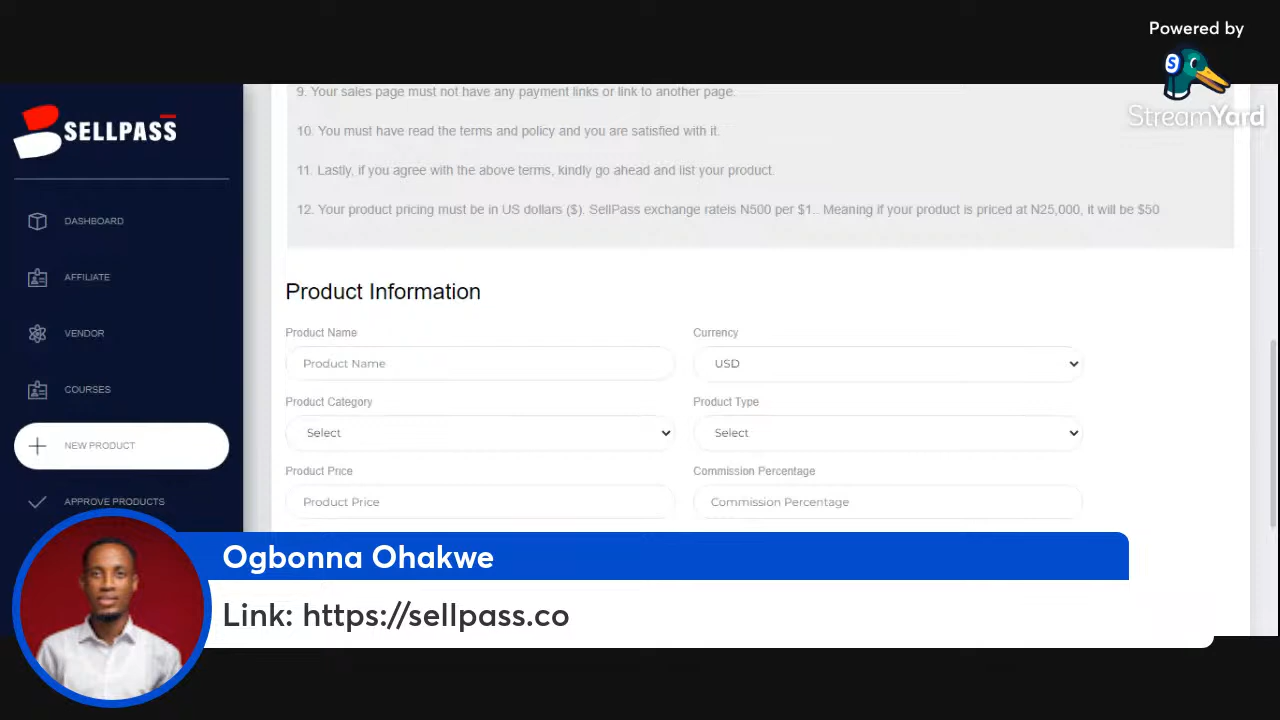 Powered by
StreamYard
SELLPASS
DASHBOARD
AFFILIATE
VENDOR
COURSES
NEW PRODUCT
APPROVE PRODUCTS
9. Your sales page must not have any payment links or link to another page.
10. You must have read the terms and policy and you are satisfied with it.
11. Lastly, if you agree with the above terms, kindly go ahead and list your product.
12. Your product pricing must be in US dollars ($). SellPass exchange rateis N500 per $1.. Meaning if your product is priced at N25,000, it will be $50
Product Information
Product Name
Currency
Product Name
USD
Product Category
Product Type
Select
Select
Product Price
Commission Percentage
Product Price
Commission Percentage
Ogbonna Ohakwe
Link: https://sellpass.co